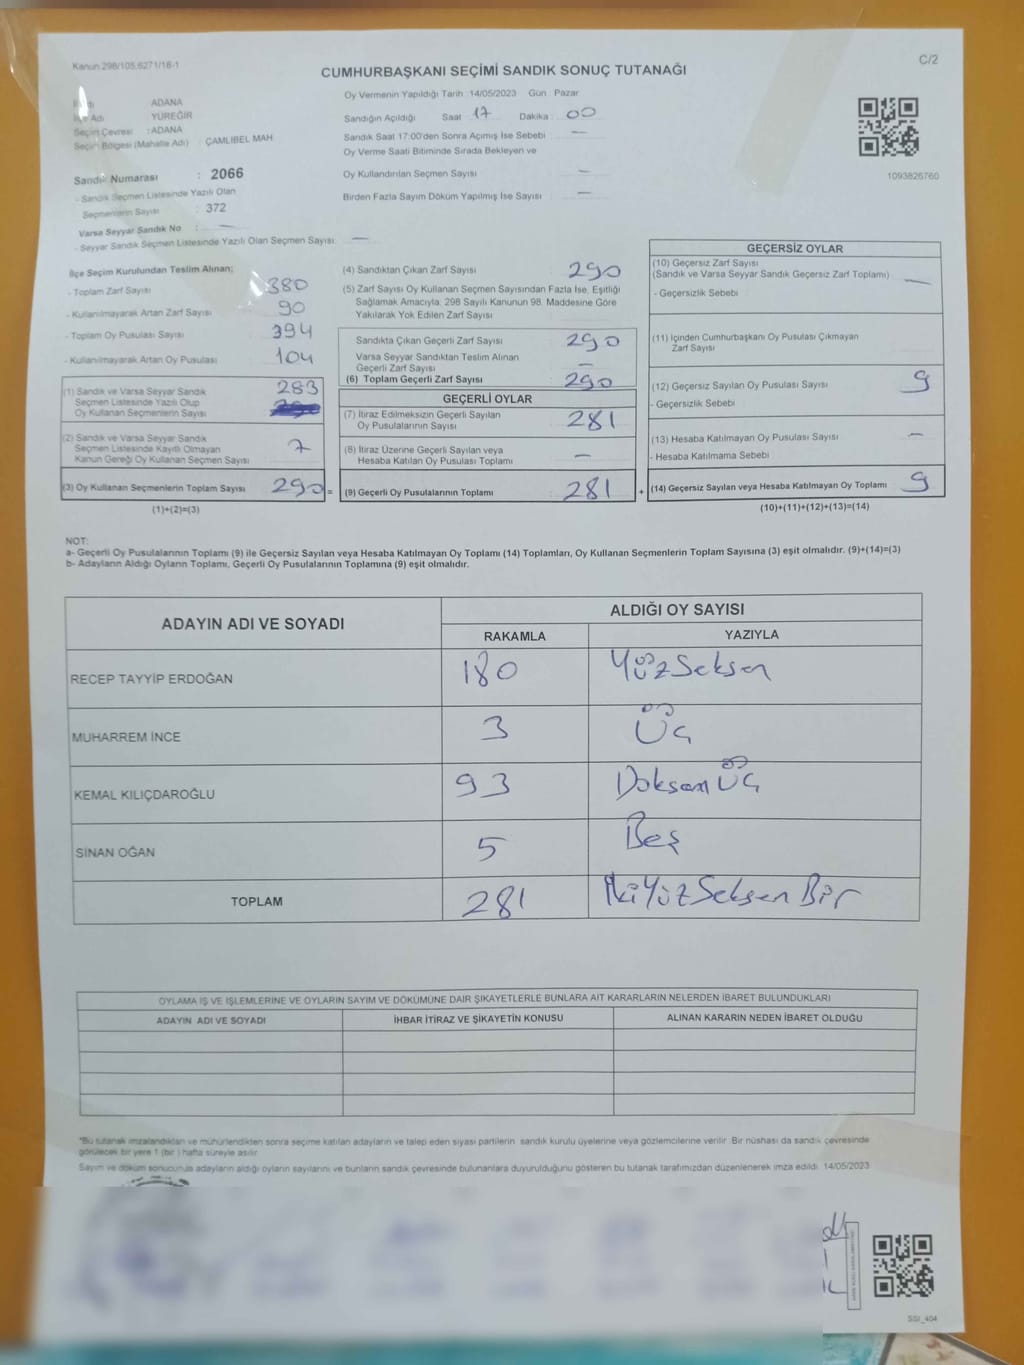 Kanun 298/105,6271/18-1
C/2
CUMHURBAŞKANI SEÇİMİ SANDIK SONUÇ TUTANAĞI
Oy Vermenin Yapıldığı Tarih :14/05/2023 Gün : Pazar
ADANA
İlçe Adı YÜREĞİR
Seçim Çevresi : ADANA
Seçim Bölgesi (Mahalle Adı) : ÇAMLIBEL MAH
Sandık Numarası : 2066
- Sandık Seçmen Listesinde Yazılı Olan
Seçmenlerin Sayısı : 372
Varsa Seyyar Sandık No : —
- Seyyar Sandık Seçmen Listesinde Yazılı Olan Seçmen Sayısı: —
Sandığın Açıldığı Saat : 17 Dakika : 00
Sandık Saat 17:00'den Sonra Açımış İse Sebebi : —
Oy Verme Saati Bitiminde Sırada Bekleyen ve
Oy Kullandırılan Seçmen Sayısı : —
Birden Fazla Sayım Döküm Yapılmış İse Sayısı : —
1093826760
İlçe Seçim Kurulundan Teslim Alınan;
- Toplam Zarf Sayısı : 380
- Kullanılmayarak Artan Zarf Sayısı : 90
- Toplam Oy Pusulası Sayısı : 394
- Kullanılmayarak Artan Oy Pusulası : 104
(1) Sandık ve Varsa Seyyar Sandık
Seçmen Listesinde Yazılı Olup
Oy Kullanan Seçmenlerin Sayısı 283
(2) Sandık ve Varsa Seyyar Sandık
Seçmen Listesinde Kayıtlı Olmayan
Kanun Gereği Oy Kullanan Seçmen Sayısı 7
(3) Oy Kullanan Seçmenlerin Toplam Sayısı 290 =
(1)+(2)=(3)
(4) Sandıktan Çıkan Zarf Sayısı : 290
(5) Zarf Sayısı Oy Kullanan Seçmen Sayısından Fazla İse, Eşitliği
Sağlamak Amacıyla; 298 Sayılı Kanunun 98. Maddesine Göre
Yakılarak Yok Edilen Zarf Sayısı
Sandıkta Çıkan Geçerli Zarf Sayısı : 290
Varsa Seyyar Sandıktan Teslim Alınan
Geçerli Zarf Sayısı : —
(6) Toplam Geçerli Zarf Sayısı : 290
GEÇERLİ OYLAR
(7) İtiraz Edilmeksizin Geçerli Sayılan
Oy Pusulalarının Sayısı : 281
(8) İtiraz Üzerine Geçerli Sayılan veya
Hesaba Katılan Oy Pusulası Toplamı : —
(9) Geçerli Oy Pusulalarının Toplamı : 281 +
GEÇERSİZ OYLAR
(10) Geçersiz Zarf Sayısı
(Sandık ve Varsa Seyyar Sandık Geçersiz Zarf Toplamı) : —
- Geçersizlik Sebebi :
(11) İçinden Cumhurbaşkanı Oy Pusulası Çıkmayan
Zarf Sayısı :
(12) Geçersiz Sayılan Oy Pusulası Sayısı : 9
- Geçersizlik Sebebi :
(13) Hesaba Katılmayan Oy Pusulası Sayısı : —
- Hesaba Katılmama Sebebi :
(14) Geçersiz Sayılan veya Hesaba Katılmayan Oy Toplamı : 9
(10)+(11)+(12)+(13)=(14)
NOT:
a- Geçerli Oy Pusulalarının Toplamı (9) ile Geçersiz Sayılan veya Hesaba Katılmayan Oy Toplamı (14) Toplamları, Oy Kullanan Seçmenlerin Toplam Sayısına (3) eşit olmalıdır. (9)+(14)=(3)
b- Adayların Aldığı Oyların Toplamı, Geçerli Oy Pusulalarının Toplamına (9) eşit olmalıdır.
ADAYIN ADI VE SOYADI ALDIĞI OY SAYISI
RAKAMLA YAZIYLA
RECEP TAYYİP ERDOĞAN 180 YüzSeksen
MUHARREM İNCE 3 Üç
KEMAL KILIÇDAROĞLU 93 Doksan Üç
SİNAN OĞAN 5 Beş
TOPLAM 281 İkiYüzSeksenBir
OYLAMA İŞ VE İŞLEMLERİNE VE OYLARIN SAYIM VE DÖKÜMÜNE DAİR ŞİKAYETLERLE BUNLARA AİT KARARLARIN NELERDEN İBARET BULUNDUKLARI
ADAYIN ADI VE SOYADI İHBAR İTİRAZ VE ŞİKAYETİN KONUSU ALINAN KARARIN NEDEN İBARET OLDUĞU
*Bu tutanak imzalandıktan ve mühürlendikten sonra seçime katılan adayların ve talep eden siyasi partilerin sandık kurulu üyelerine veya gözlemcilerine verilir. Bir nüshası da sandık çevresinde
görülecek bir yere 1 (bir ) hafta süreyle asılır.
Sayım ve döküm sonucunda adayların aldığı oyların sayılarını ve bunların sandık çevresinde bulunanlara duyurulduğunu gösteren bu tutanak tarafımızdan düzenlenerek imza edildi. 14/05/2023
SSI_404